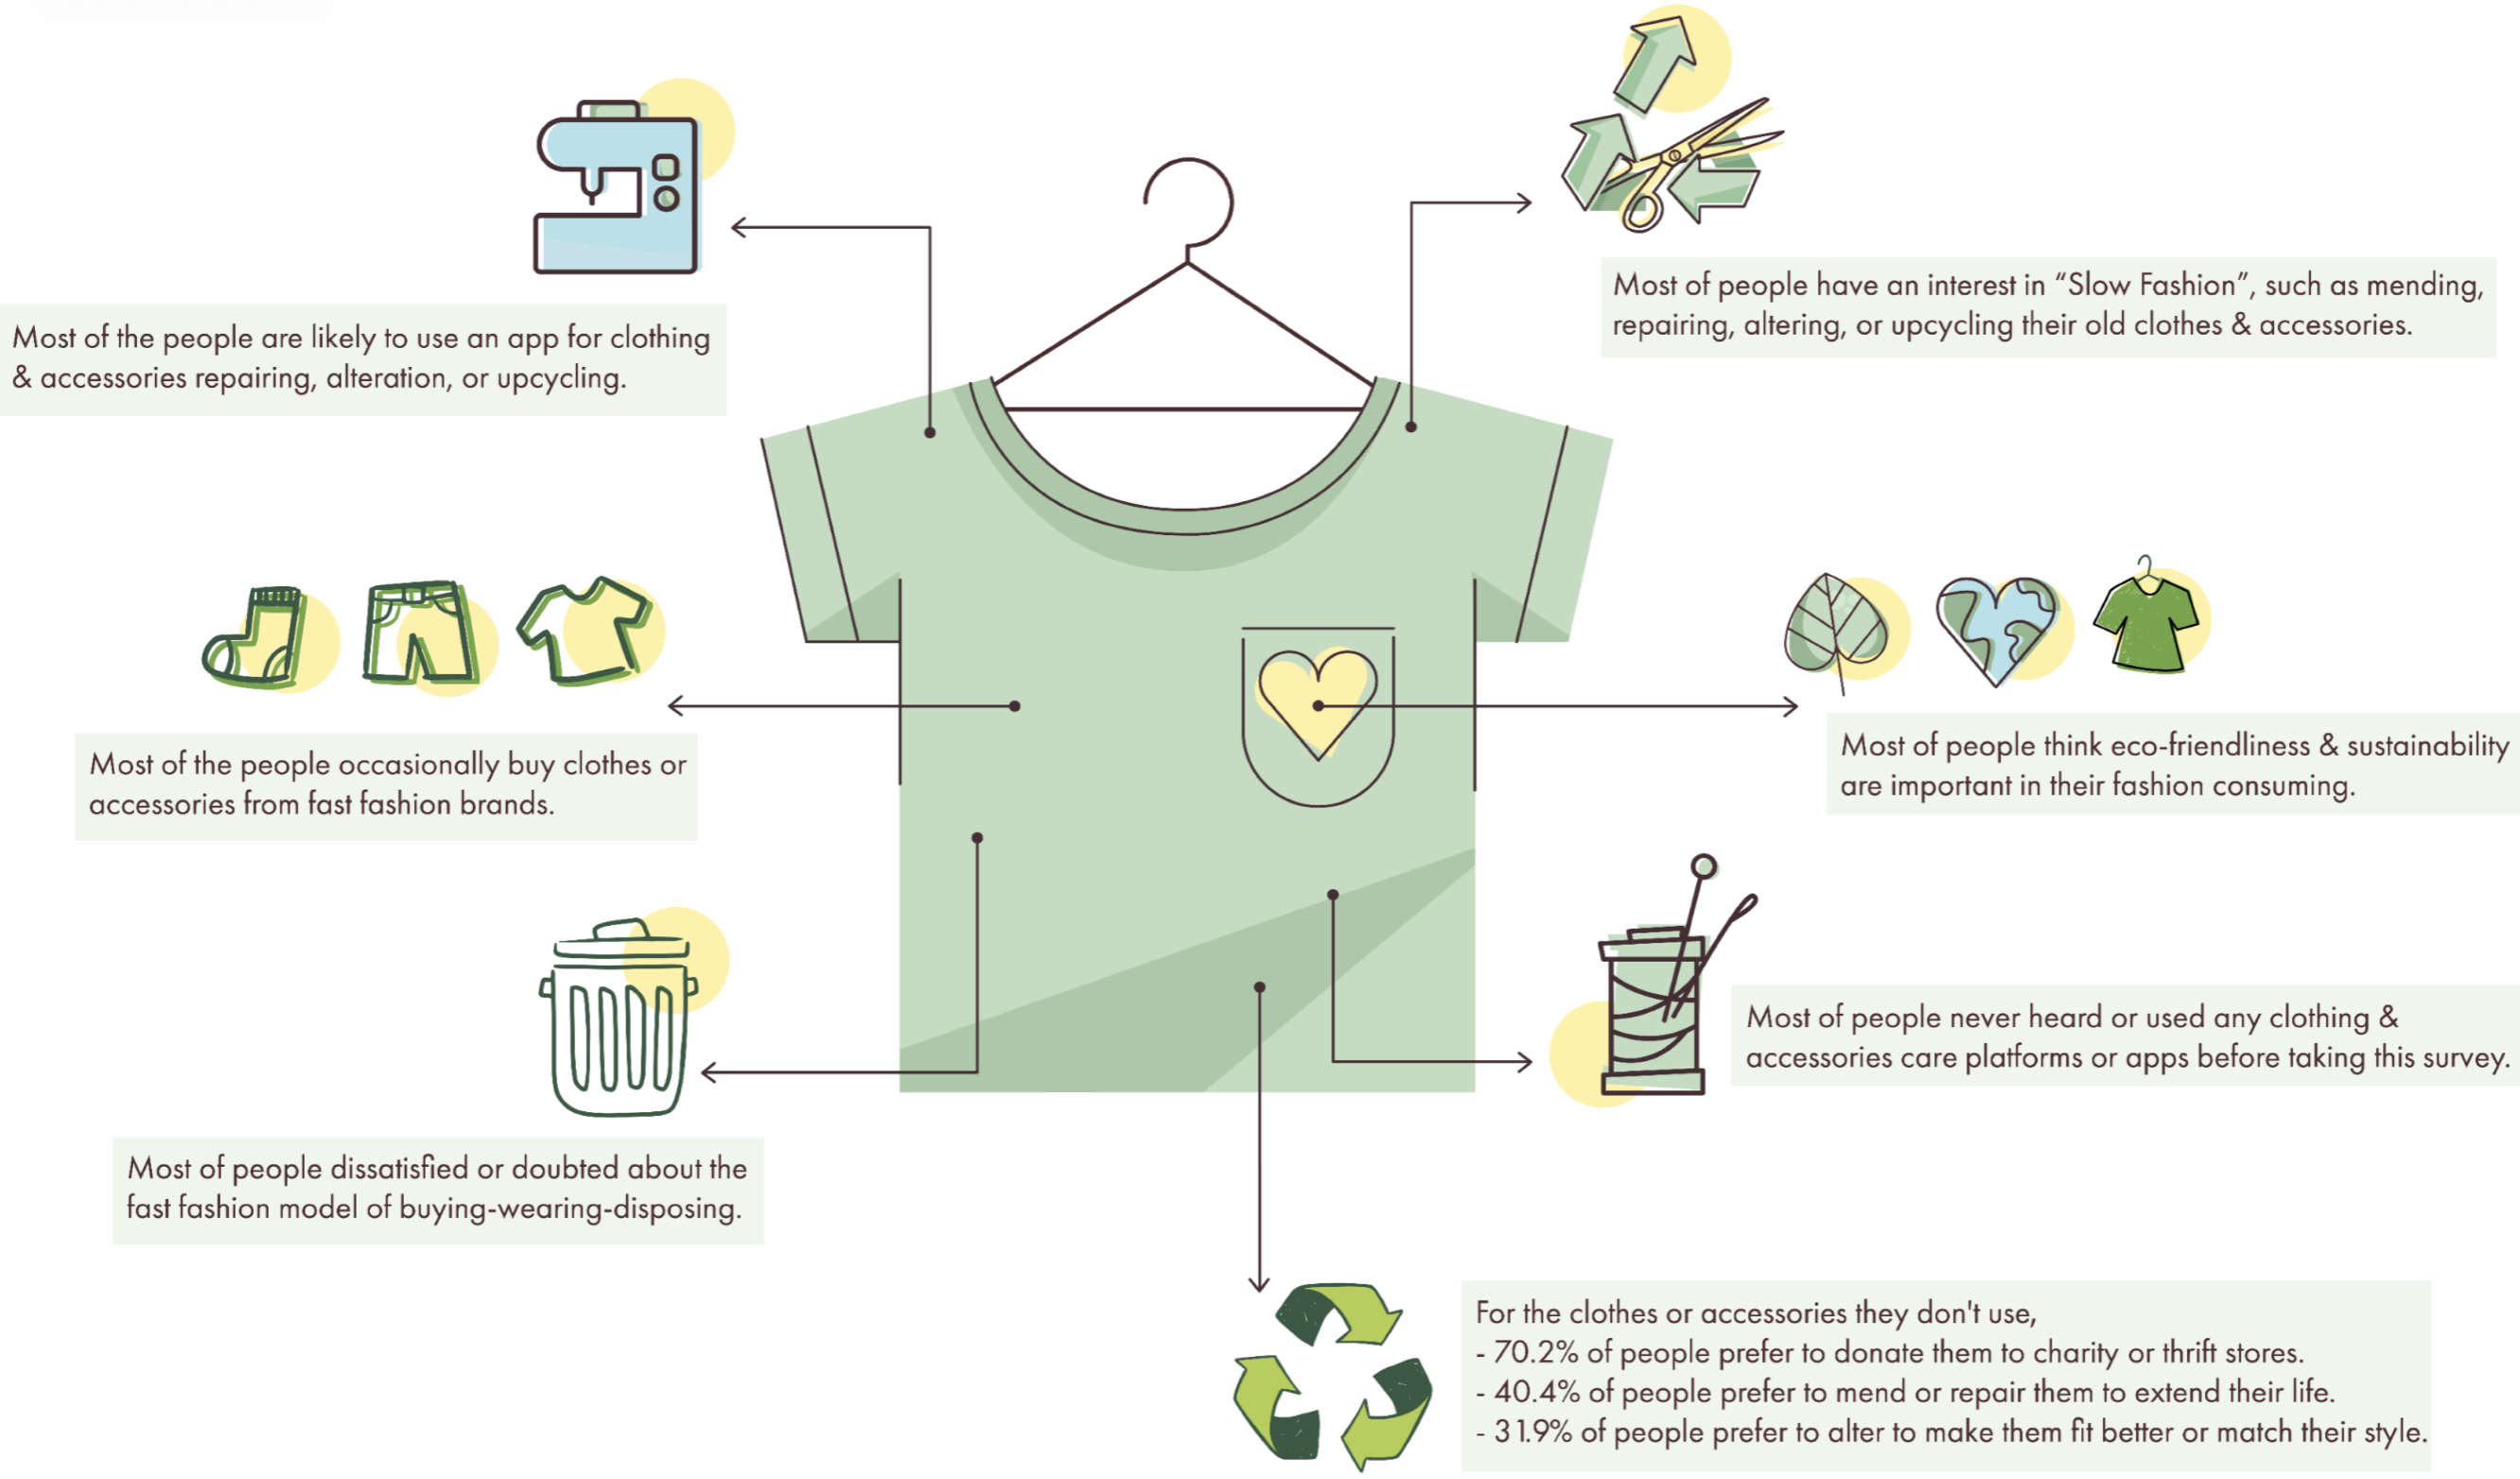 Most of the people are likely to use an app for clothing
& accessories repairing, alteration, or upcycling.
Most of people have an interest in “Slow Fashion”, such as mending,
repairing, altering, or upcycling their old clothes & accessories.
Most of the people occasionally buy clothes or
accessories from fast fashion brands.
Most of people think eco-friendliness & sustainability
are important in their fashion consuming.
Most of people never heard or used any clothing &
accessories care platforms or apps before taking this survey.
Most of people dissatisfied or doubted about the
fast fashion model of buying-wearing-disposing.
For the clothes or accessories they don't use,
- 70.2% of people prefer to donate them to charity or thrift stores.
- 40.4% of people prefer to mend or repair them to extend their life.
- 31.9% of people prefer to alter to make them fit better or match their style.